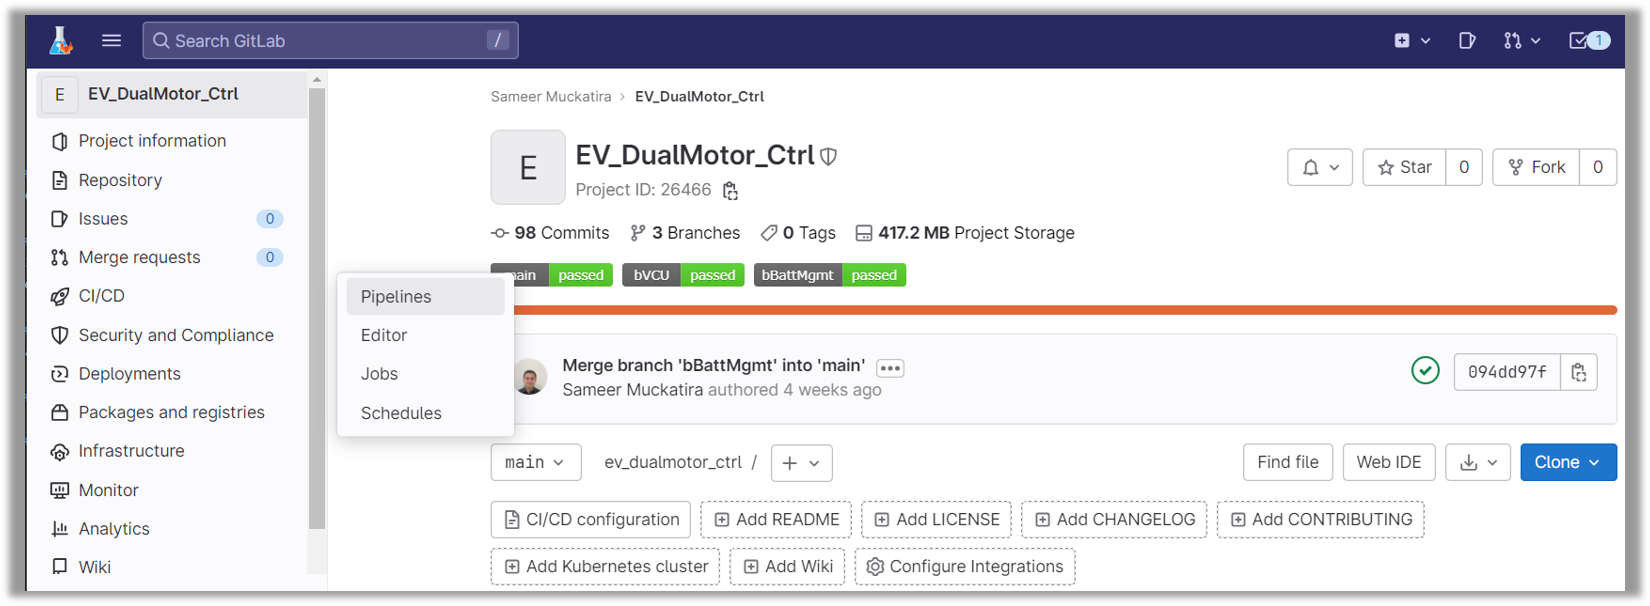 Search GitLab /
1
E EV_DualMotor_Ctrl
Project information
Repository
Issues 0
Merge requests 0
CI/CD
Security and Compliance
Deployments
Packages and registries
Infrastructure
Monitor
Analytics
Wiki
Pipelines
Editor
Jobs
Schedules
Sameer Muckatira › EV_DualMotor_Ctrl
E
EV_DualMotor_Ctrl
Project ID: 26466
Star 0
Fork 0
98 Commits 3 Branches 0 Tags 417.2 MB Project Storage
main passed bVCU passed bBattMgmt passed
Merge branch 'bBattMgmt' into 'main'
Sameer Muckatira authored 4 weeks ago
094dd97f
main ev_dualmotor_ctrl / + Find file Web IDE Clone
CI/CD configuration Add README Add LICENSE Add CHANGELOG Add CONTRIBUTING
Add Kubernetes cluster Add Wiki Configure Integrations